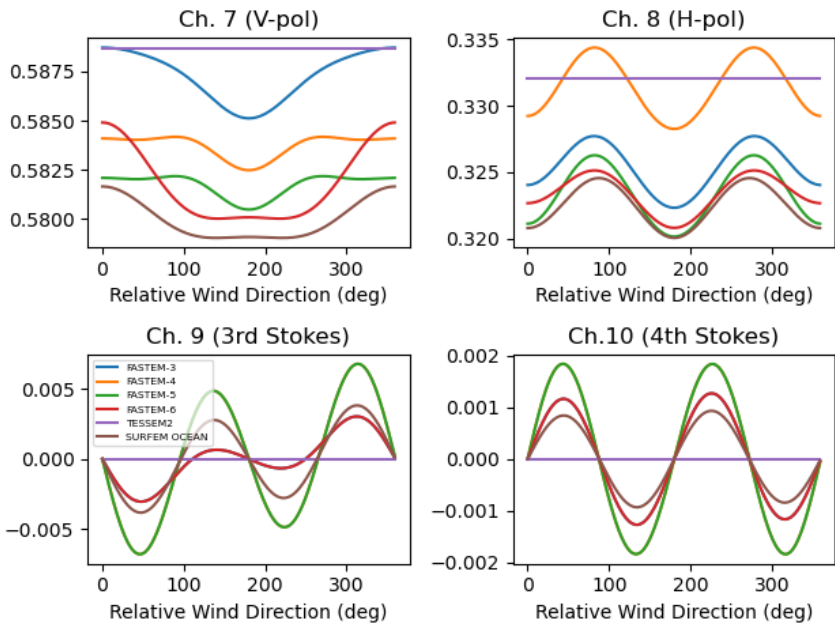 Ch. 7 (V-pol)
0.5875
0.5850
0.5825
0.5800
0 100 200 300
Relative Wind Direction (deg)
Ch. 8 (H-pol)
0.335
0.330
0.325
0.320
0 100 200 300
Relative Wind Direction (deg)
Ch. 9 (3rd Stokes)
FASTEM-3
FASTEM-4
FASTEM-5
FASTEM-6
TESSEM2
SURFEM OCEAN
0.005
0.000
−0.005
0 100 200 300
Relative Wind Direction (deg)
Ch.10 (4th Stokes)
0.002
0.001
0.000
−0.001
−0.002
0 100 200 300
Relative Wind Direction (deg)